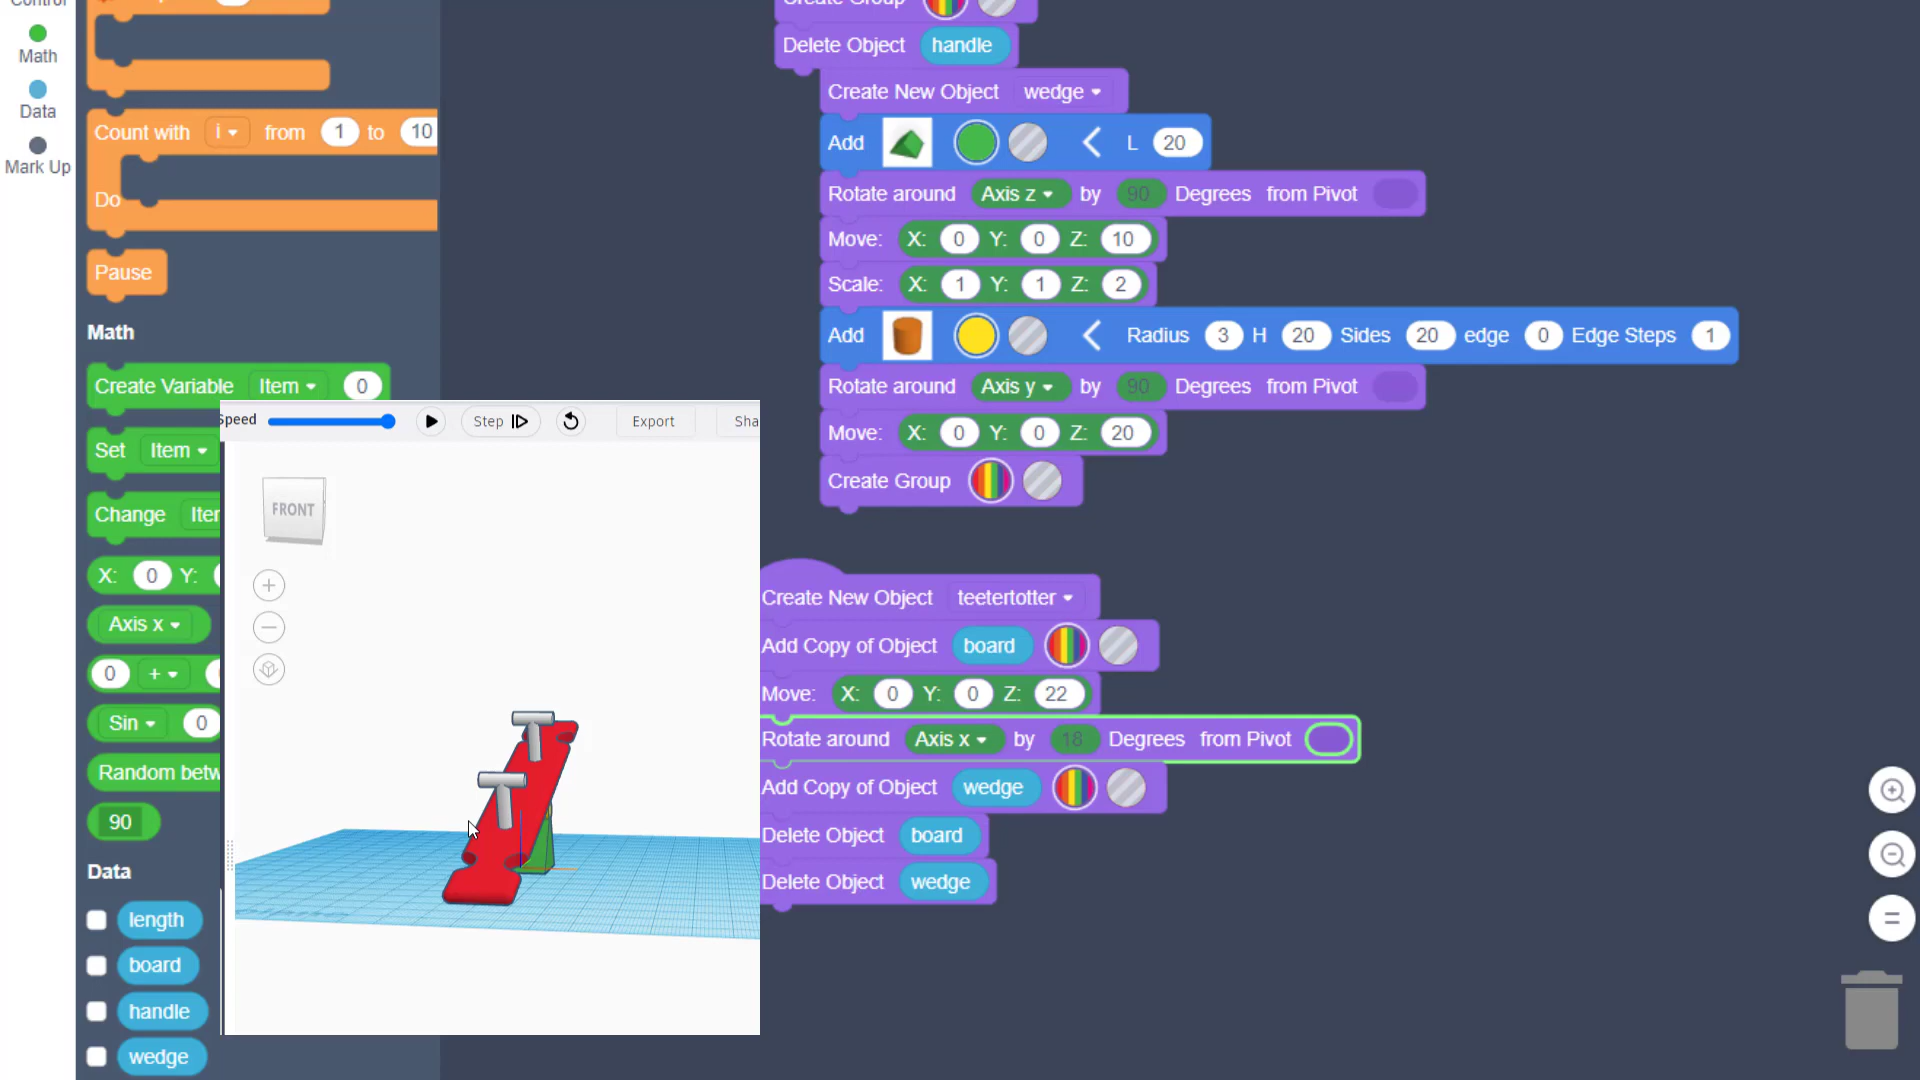 Control
Math
Data
Mark Up
Count with i from 1 to 10
Do
Pause
Math
Create Variable Item 0
Set Item
Change
X: 0 Y:
Axis x
0 +
Sin 0
90
Data
length
board
handle
wedge
Speed
Step
Export
FRONT
Create Group
Delete Object handle
Create New Object wedge
Add L 20
Rotate around Axis z by 90 Degrees from Pivot
Move: X: 0 Y: 0 Z: 10
Scale: X: 1 Y: 1 Z: 2
Add Radius 3 H 20 Sides 20 edge 0 Edge Steps 1
Rotate around Axis y by 90 Degrees from Pivot
Move: X: 0 Y: 0 Z: 20
Create Group
Create New Object teetertotter
Add Copy of Object board
Move: X: 0 Y: 0 Z: 22
Rotate around Axis x by 18 Degrees from Pivot
Add Copy of Object wedge
Delete Object board
Delete Object wedge